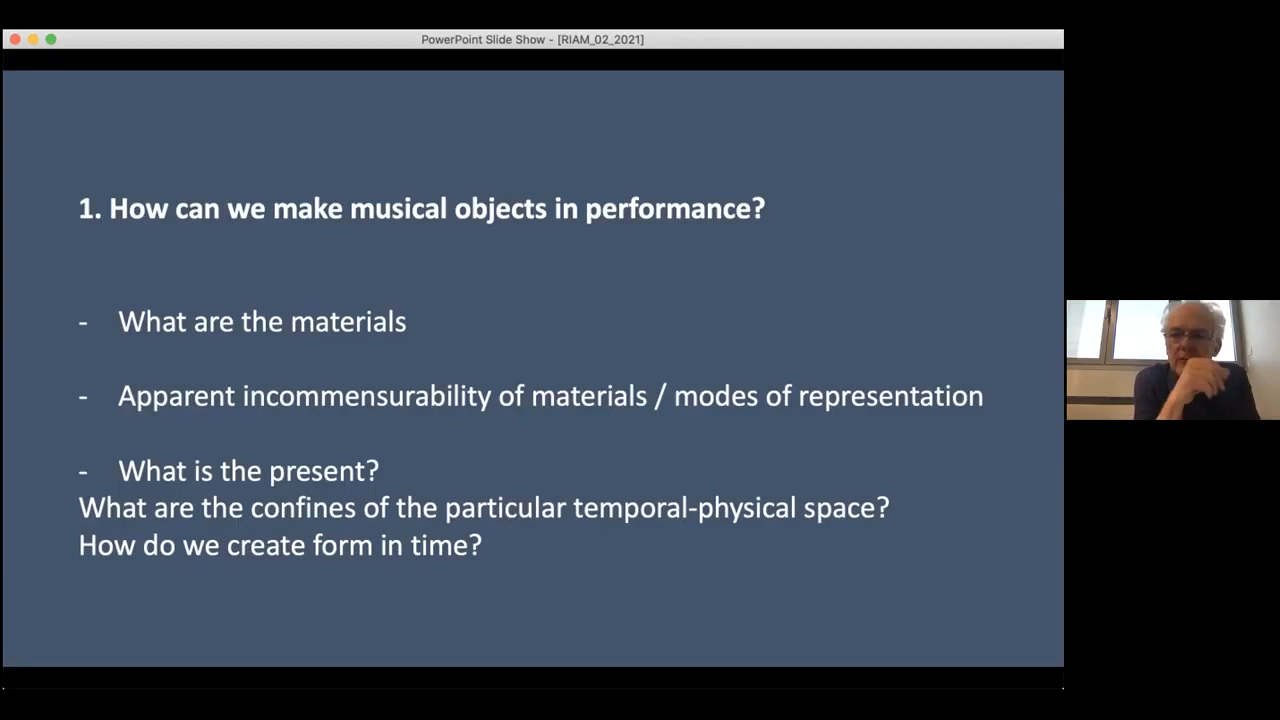 PowerPoint Slide Show - [RIAM_02_2021]
1. How can we make musical objects in performance?
- What are the materials
- Apparent incommensurability of materials / modes of representation
- What is the present?
What are the confines of the particular temporal-physical space?
How do we create form in time?